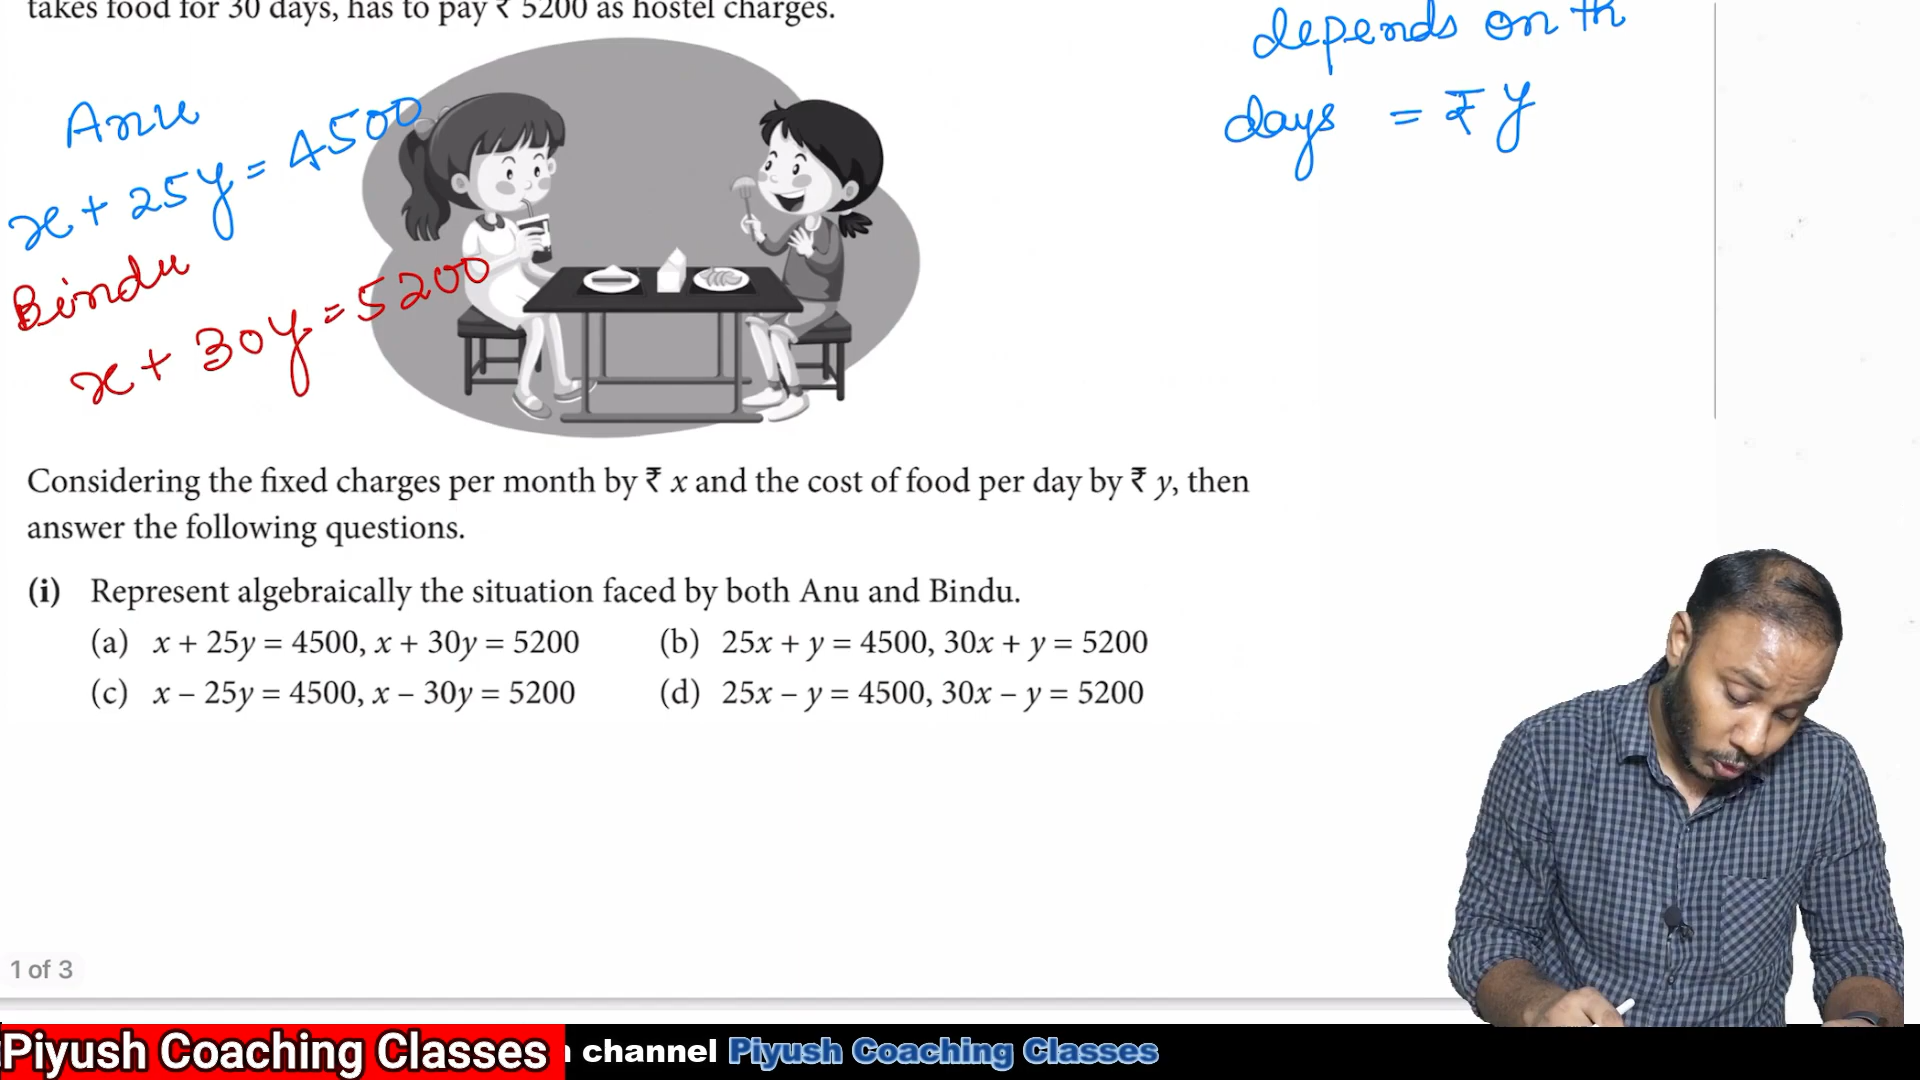 takes food for 30 days, has to pay ₹ 5200 as hostel charges.
depends on th
days = ₹ y
Anu
x + 25y = 4500
Bindu
x + 30y = 5200
Considering the fixed charges per month by ₹ x and the cost of food per day by ₹ y, then
answer the following questions.
(i) Represent algebraically the situation faced by both Anu and Bindu.
(a) x + 25y = 4500, x + 30y = 5200 (b) 25x + y = 4500, 30x + y = 5200
(c) x – 25y = 4500, x – 30y = 5200 (d) 25x – y = 4500, 30x – y = 5200
1 of 3
Piyush Coaching Classes channel Piyush Coaching Classes